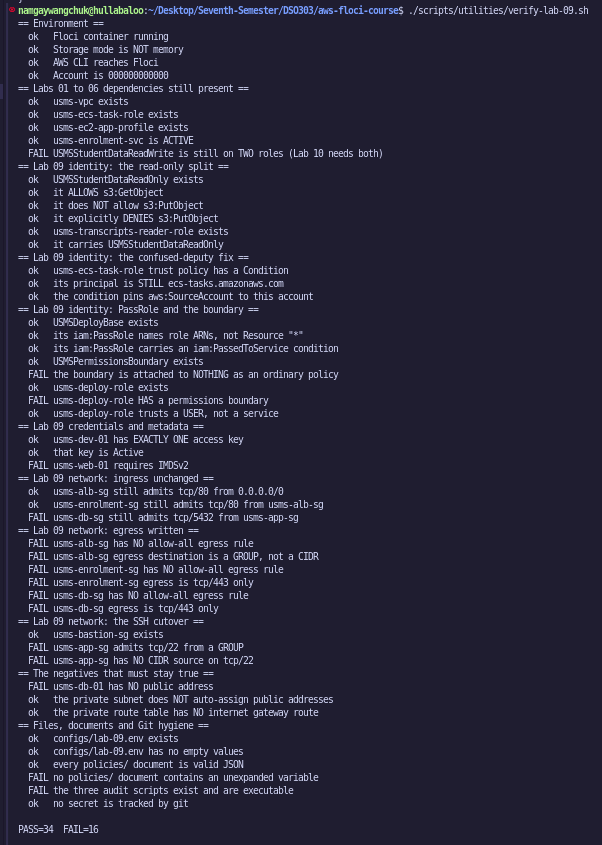 namgaywangchuk@hullabaloo:~/Desktop/Seventh-Semester/DSO303/aws-floci-course$ ./scripts/utilities/verify-lab-09.sh
== Environment ==
ok Floci container running
ok Storage mode is NOT memory
ok AWS CLI reaches Floci
ok Account is 000000000000
== Labs 01 to 06 dependencies still present ==
ok usms-vpc exists
ok usms-ecs-task-role exists
ok usms-ec2-app-profile exists
ok usms-enrolment-svc is ACTIVE
FAIL USMSStudentDataReadWrite is still on TWO roles (Lab 10 needs both)
== Lab 09 identity: the read-only split ==
ok USMSStudentDataReadOnly exists
ok it ALLOWS s3:GetObject
ok it does NOT allow s3:PutObject
ok it explicitly DENIES s3:PutObject
ok usms-transcripts-reader-role exists
ok it carries USMSStudentDataReadOnly
== Lab 09 identity: the confused-deputy fix ==
ok usms-ecs-task-role trust policy has a Condition
ok its principal is STILL ecs-tasks.amazonaws.com
ok the condition pins aws:SourceAccount to this account
== Lab 09 identity: PassRole and the boundary ==
ok USMSDeployBase exists
ok its iam:PassRole names role ARNs, not Resource "*"
ok its iam:PassRole carries an iam:PassedToService condition
ok USMSPermissionsBoundary exists
FAIL the boundary is attached to NOTHING as an ordinary policy
ok usms-deploy-role exists
FAIL usms-deploy-role HAS a permissions boundary
ok usms-deploy-role trusts a USER, not a service
== Lab 09 credentials and metadata ==
ok usms-dev-01 has EXACTLY ONE access key
ok that key is Active
FAIL usms-web-01 requires IMDSv2
== Lab 09 network: ingress unchanged ==
ok usms-alb-sg still admits tcp/80 from 0.0.0.0/0
ok usms-enrolment-sg still admits tcp/80 from usms-alb-sg
FAIL usms-db-sg still admits tcp/5432 from usms-app-sg
== Lab 09 network: egress written ==
FAIL usms-alb-sg has NO allow-all egress rule
FAIL usms-alb-sg egress destination is a GROUP, not a CIDR
FAIL usms-enrolment-sg has NO allow-all egress rule
FAIL usms-enrolment-sg egress is tcp/443 only
FAIL usms-db-sg has NO allow-all egress rule
FAIL usms-db-sg egress is tcp/443 only
== Lab 09 network: the SSH cutover ==
ok usms-bastion-sg exists
FAIL usms-app-sg admits tcp/22 from a GROUP
FAIL usms-app-sg has NO CIDR source on tcp/22
== The negatives that must stay true ==
FAIL usms-db-01 has NO public address
ok the private subnet does NOT auto-assign public addresses
ok the private route table has NO internet gateway route
== Files, documents and Git hygiene ==
ok configs/lab-09.env exists
ok configs/lab-09.env has no empty values
ok every policies/ document is valid JSON
FAIL no policies/ document contains an unexpanded variable
FAIL the three audit scripts exist and are executable
ok no secret is tracked by git
PASS=34 FAIL=16